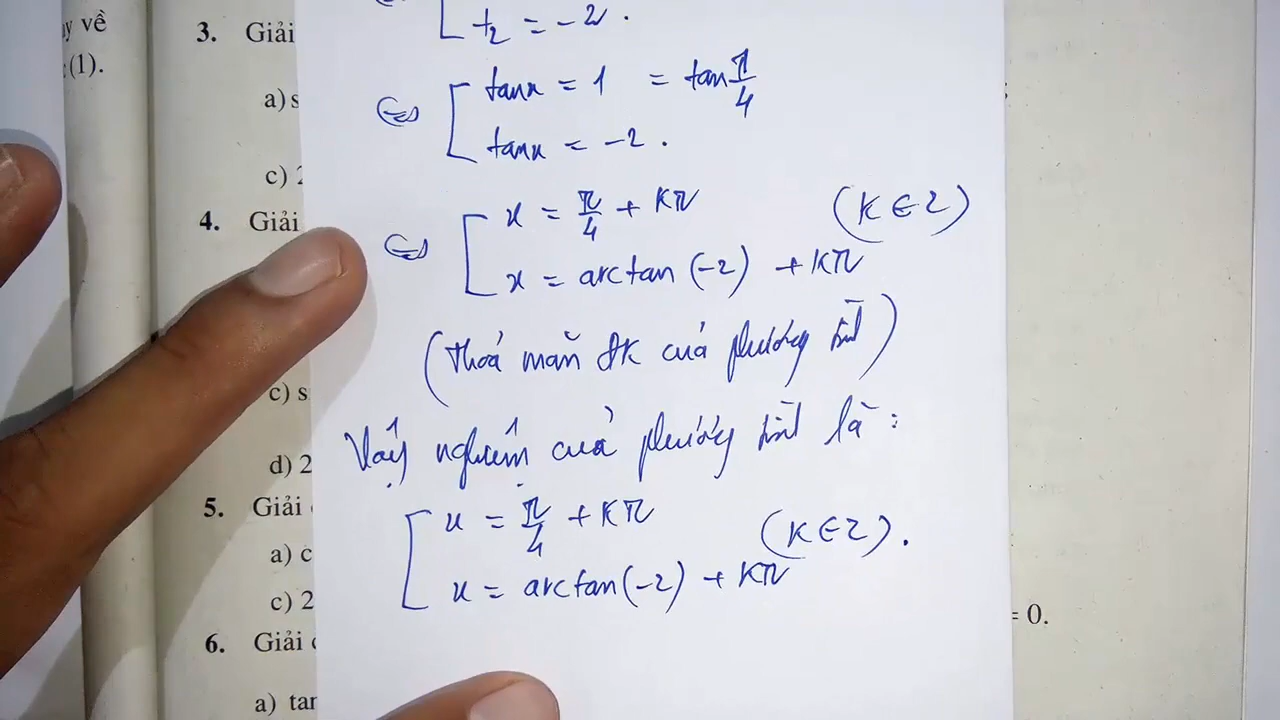 y về
(1).
3. Giải
a) s
c) 2
4. Giải
c) s
d) 2
5. Giải
a) c
c) 2
6. Giải
a) tan
= 0.
t₂ = -2.
⇔ [ tanx = 1 = tan π/4
tanx = -2.
⇔ [ x = π/4 + kπ (k ∈ Z)
x = arctan (-2) + kπ
(Thoả mãn ĐK của phương trình)
Vậy nghiệm của phương trình là:
[ x = π/4 + kπ (k ∈ Z).
x = arctan(-2) + kπ